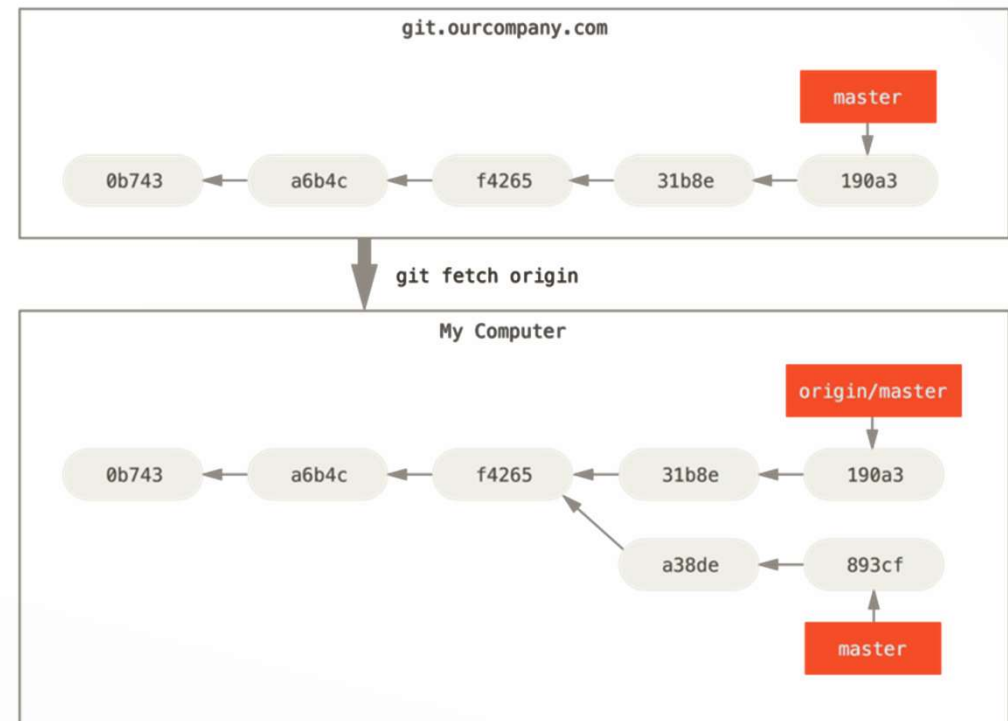 git.ourcompany.com
master
0b743
a6b4c
f4265
31b8e
190a3
git fetch origin
My Computer
origin/master
0b743
a6b4c
f4265
31b8e
190a3
a38de
893cf
master